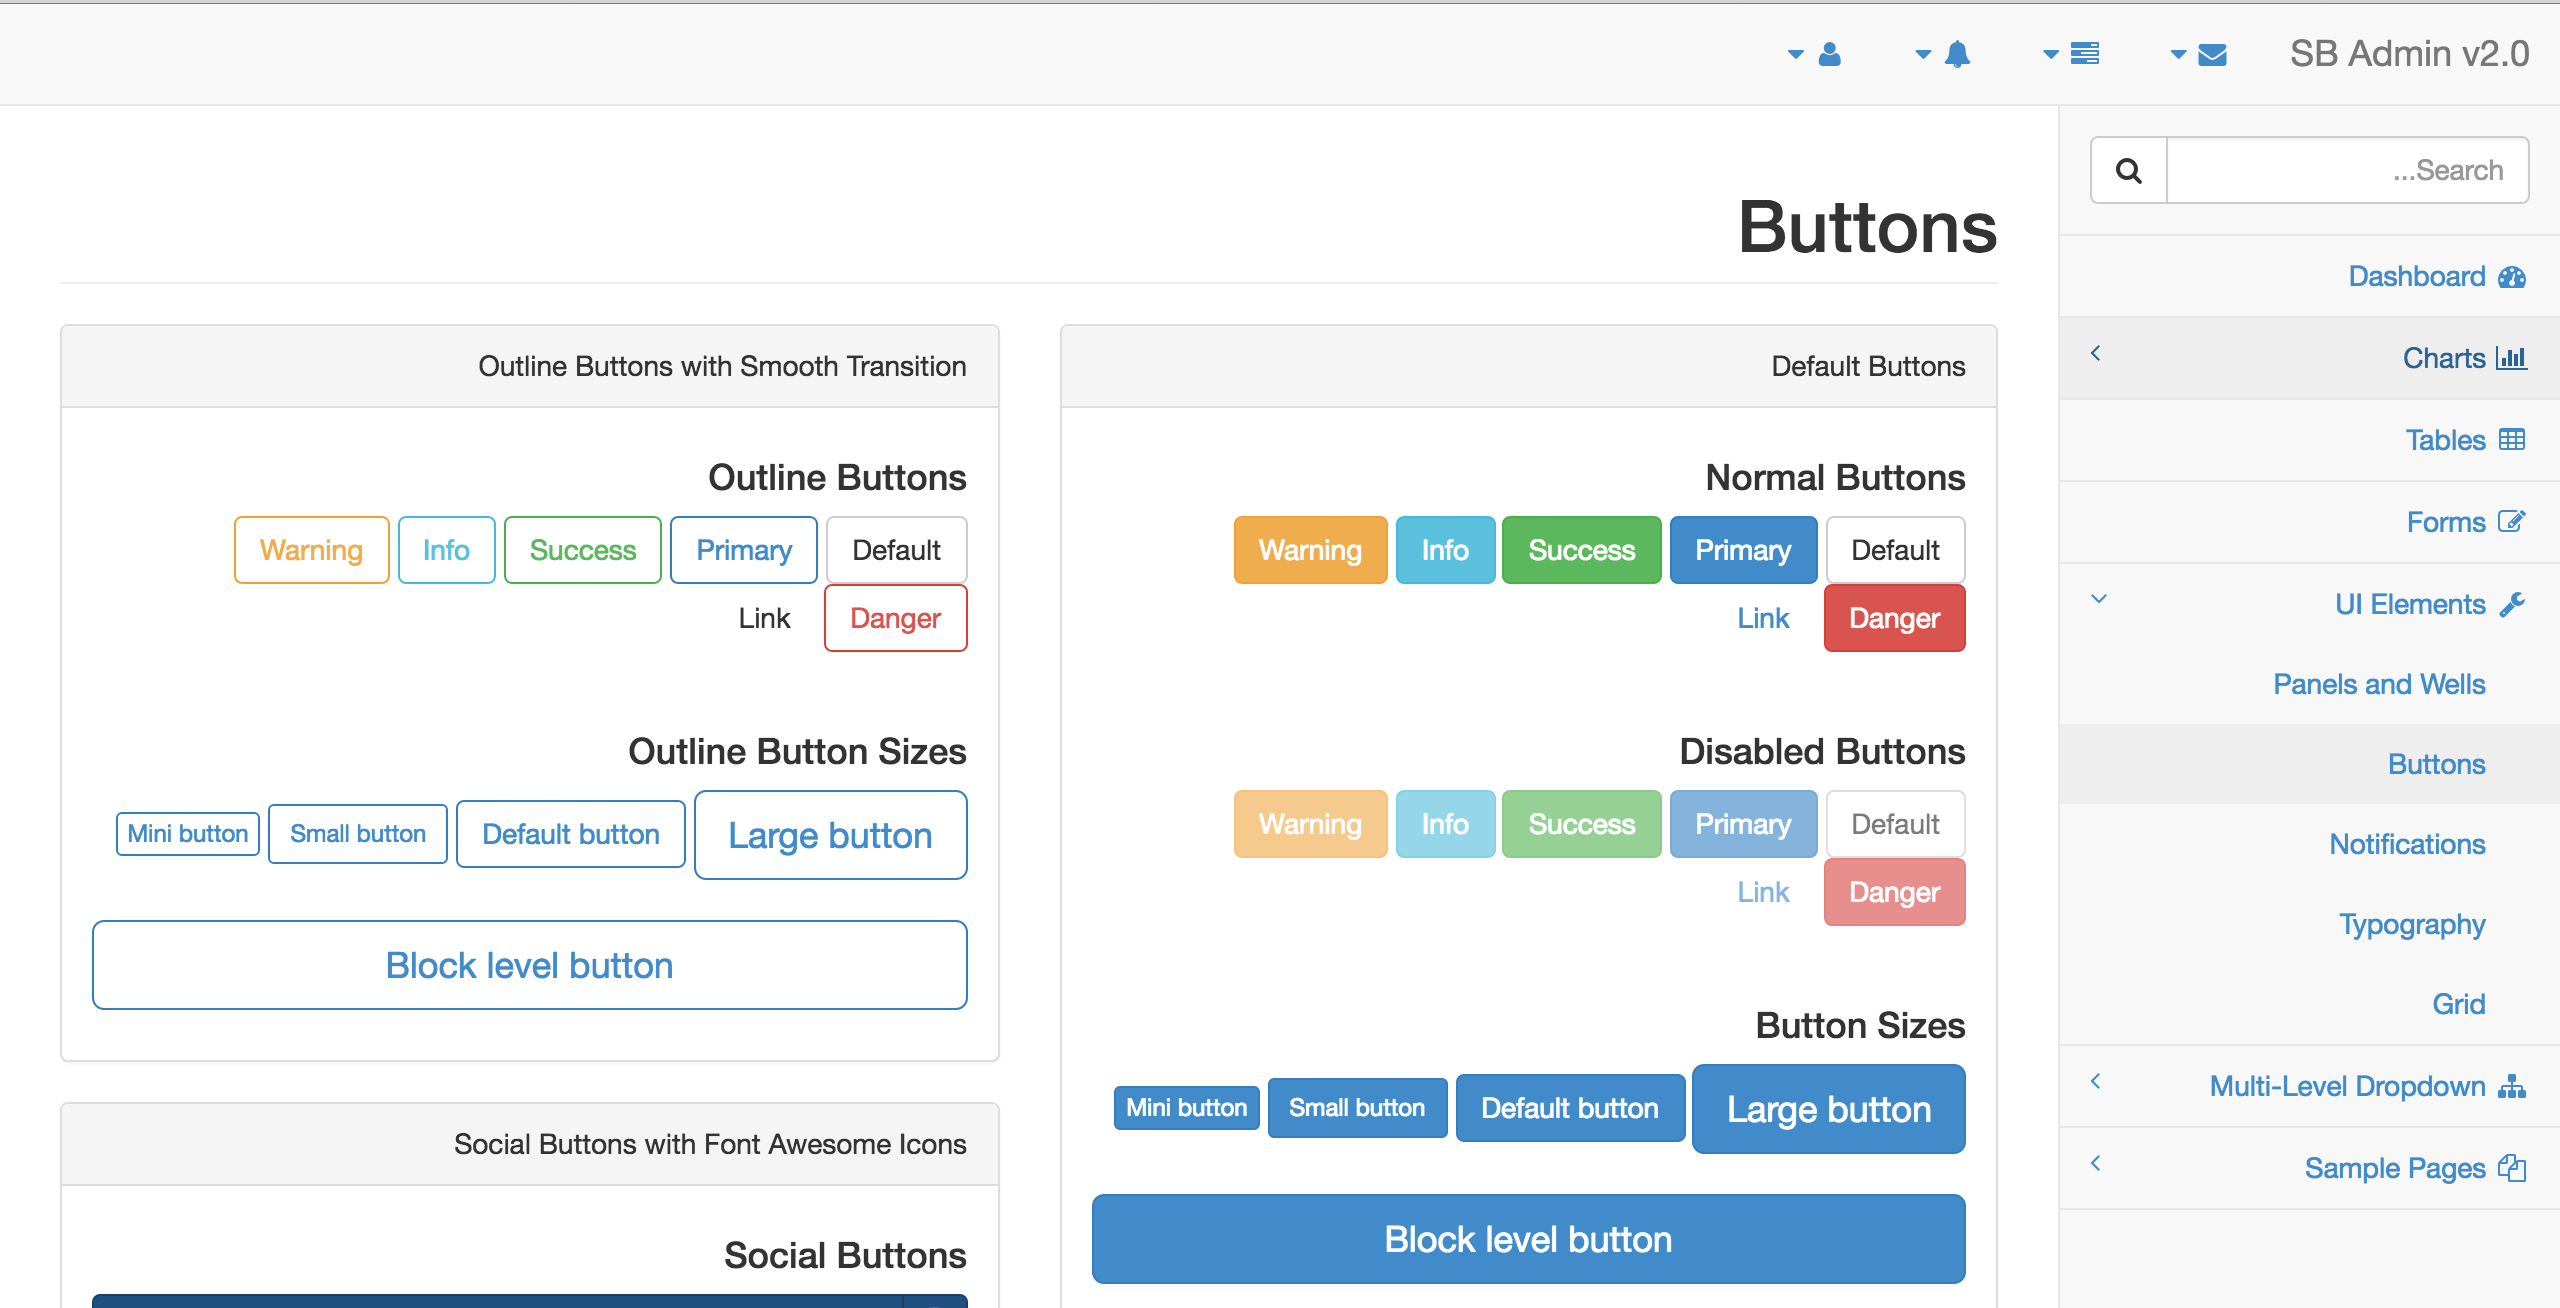 SB Admin v2.0
...Search
Dashboard
Charts
Tables
Forms
UI Elements
Panels and Wells
Buttons
Notifications
Typography
Grid
Multi-Level Dropdown
Sample Pages
Buttons
Default Buttons
Normal Buttons
Warning Info Success Primary Default
Link Danger
Disabled Buttons
Warning Info Success Primary Default
Link Danger
Button Sizes
Mini button Small button Default button Large button
Block level button
Outline Buttons with Smooth Transition
Outline Buttons
Warning Info Success Primary Default
Link Danger
Outline Button Sizes
Mini button Small button Default button Large button
Block level button
Social Buttons with Font Awesome Icons
Social Buttons